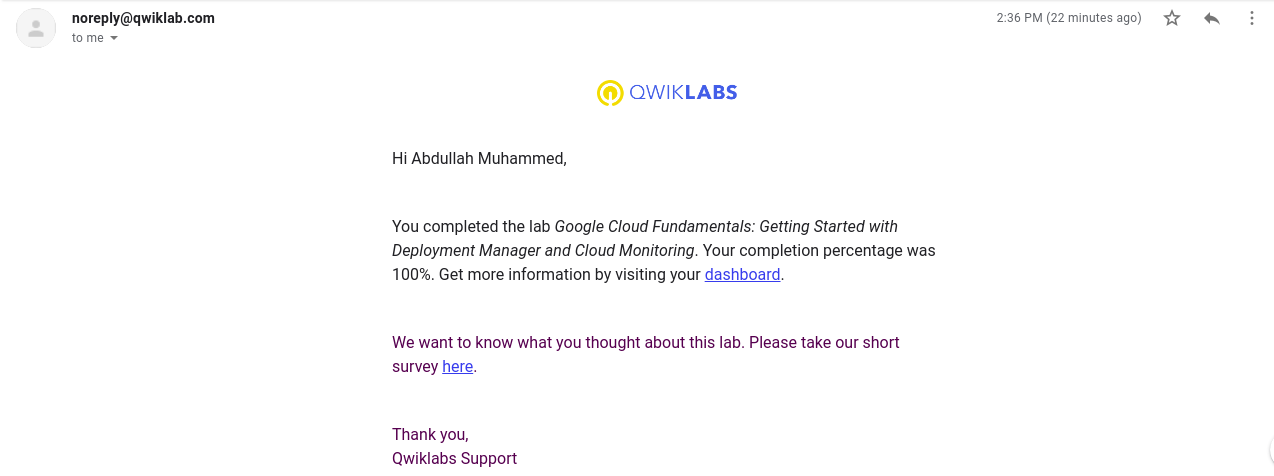 noreply@qwiklab.com
2:36 PM (22 minutes ago)
to me
QWIKLABS
Hi Abdullah Muhammed,
You completed the lab Google Cloud Fundamentals: Getting Started with
Deployment Manager and Cloud Monitoring. Your completion percentage was
100%. Get more information by visiting your dashboard.
We want to know what you thought about this lab. Please take our short
survey here.
Thank you,
Qwiklabs Support